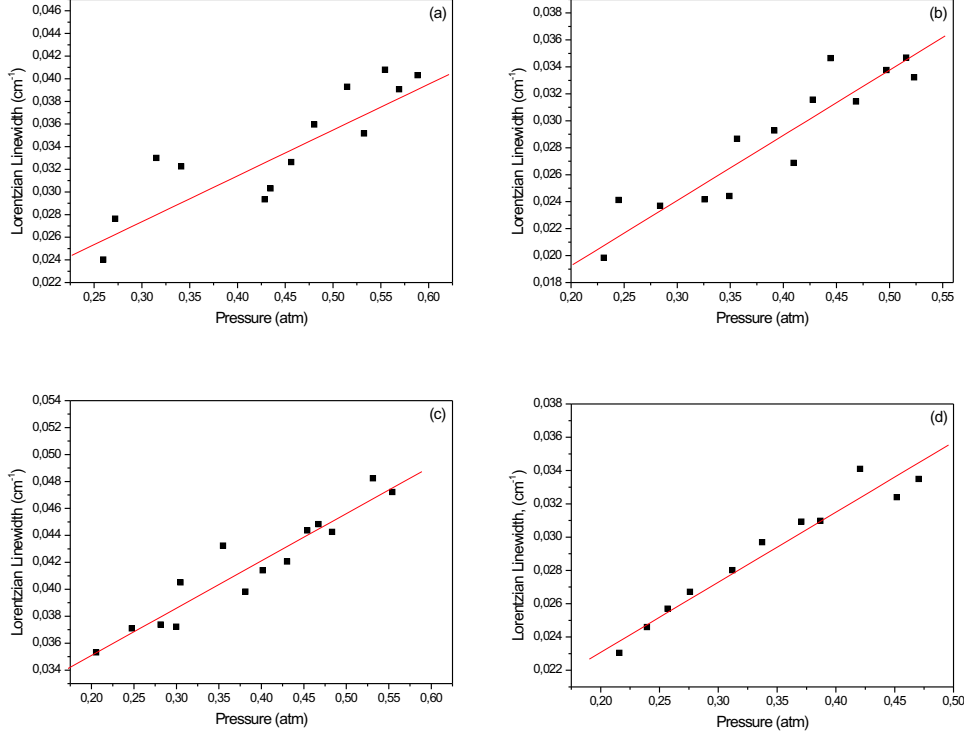 (a)
0,046
0,044
0,042
0,040
0,038
0,036
0,034
0,032
0,030
0,028
0,026
0,024
0,022
Lorentzian Linewidth (cm⁻¹)
0,25 0,30 0,35 0,40 0,45 0,50 0,55 0,60
Pressure (atm)
(b)
0,038
0,036
0,034
0,032
0,030
0,028
0,026
0,024
0,022
0,020
0,018
Lorentzian Linewidth (cm⁻¹)
0,20 0,25 0,30 0,35 0,40 0,45 0,50 0,55
Pressure (atm)
(c)
0,054
0,052
0,050
0,048
0,046
0,044
0,042
0,040
0,038
0,036
0,034
Lorentzian Linewidth (cm⁻¹)
0,20 0,25 0,30 0,35 0,40 0,45 0,50 0,55 0,60
Pressure (atm)
(d)
0,038
0,036
0,034
0,032
0,030
0,028
0,026
0,024
0,022
Lorentzian Linewidth, (cm⁻¹)
0,20 0,25 0,30 0,35 0,40 0,45 0,50
Pressure (atm)